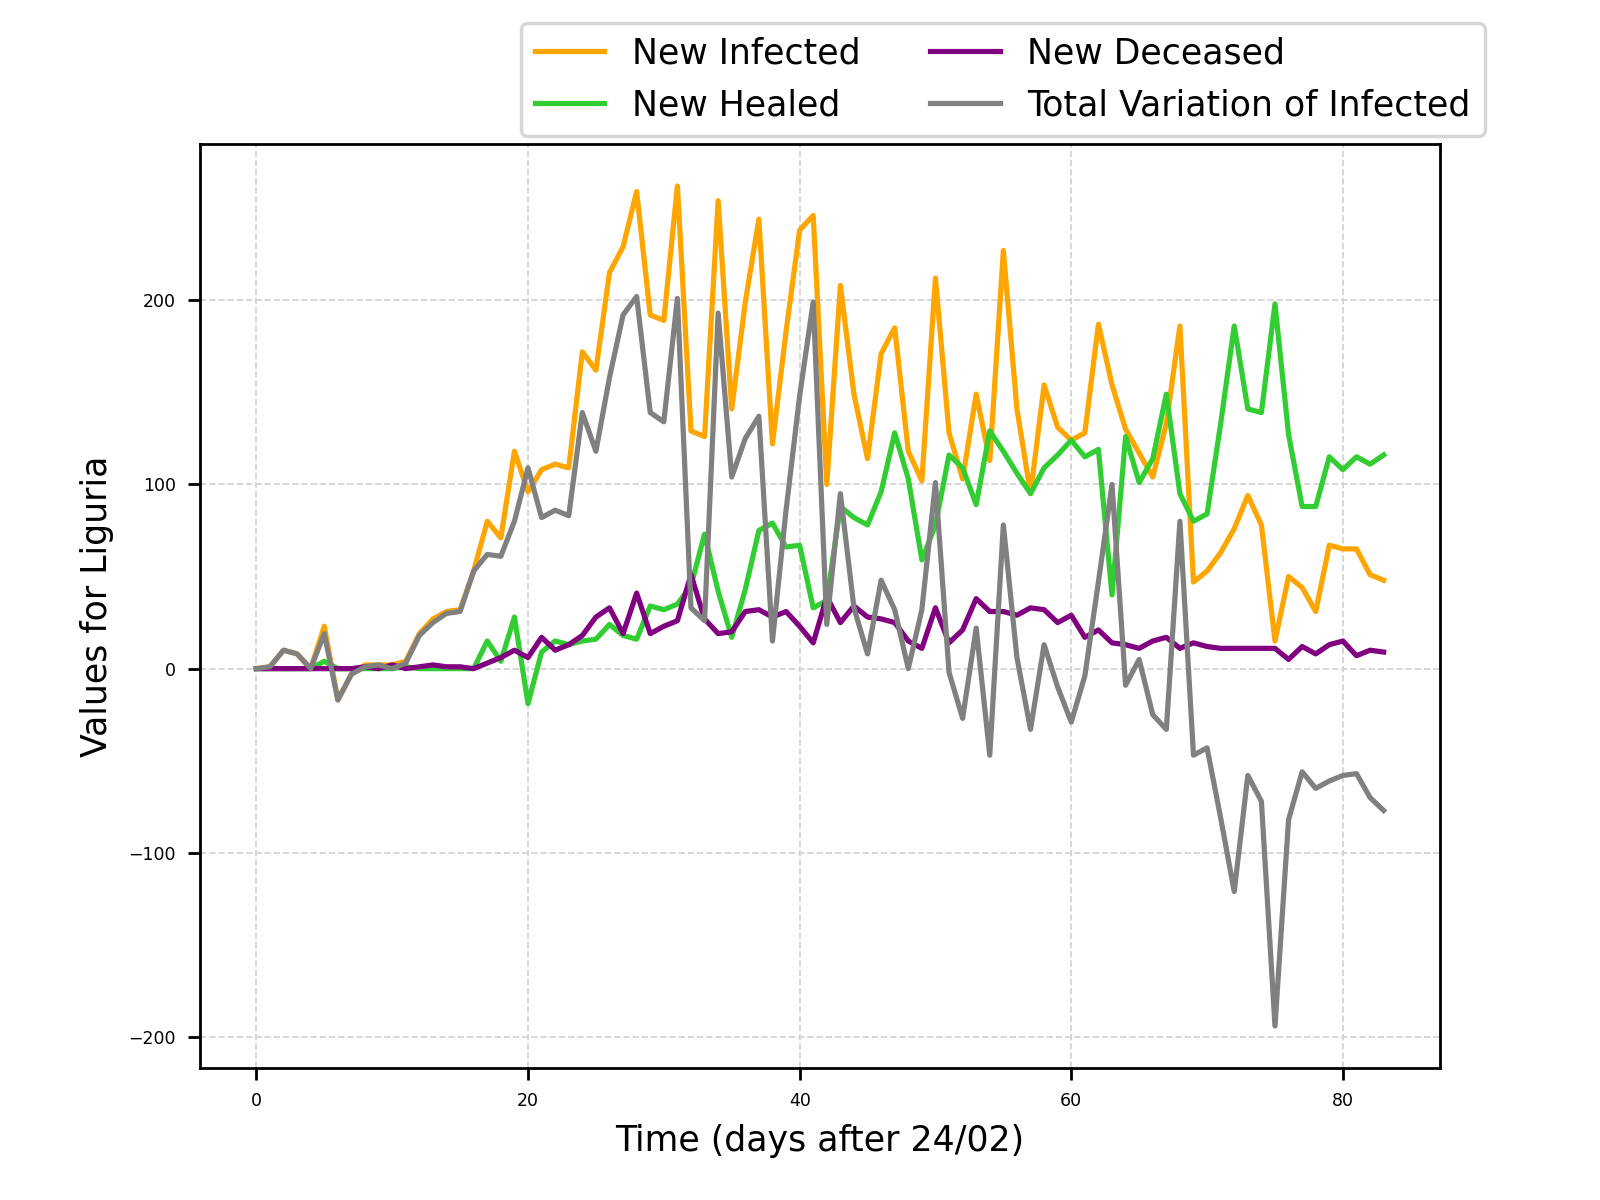 New Infected
New Healed
New Deceased
Total Variation of Infected
Values for Liguria
200
100
0
−100
−200
0 20 40 60 80
Time (days after 24/02)